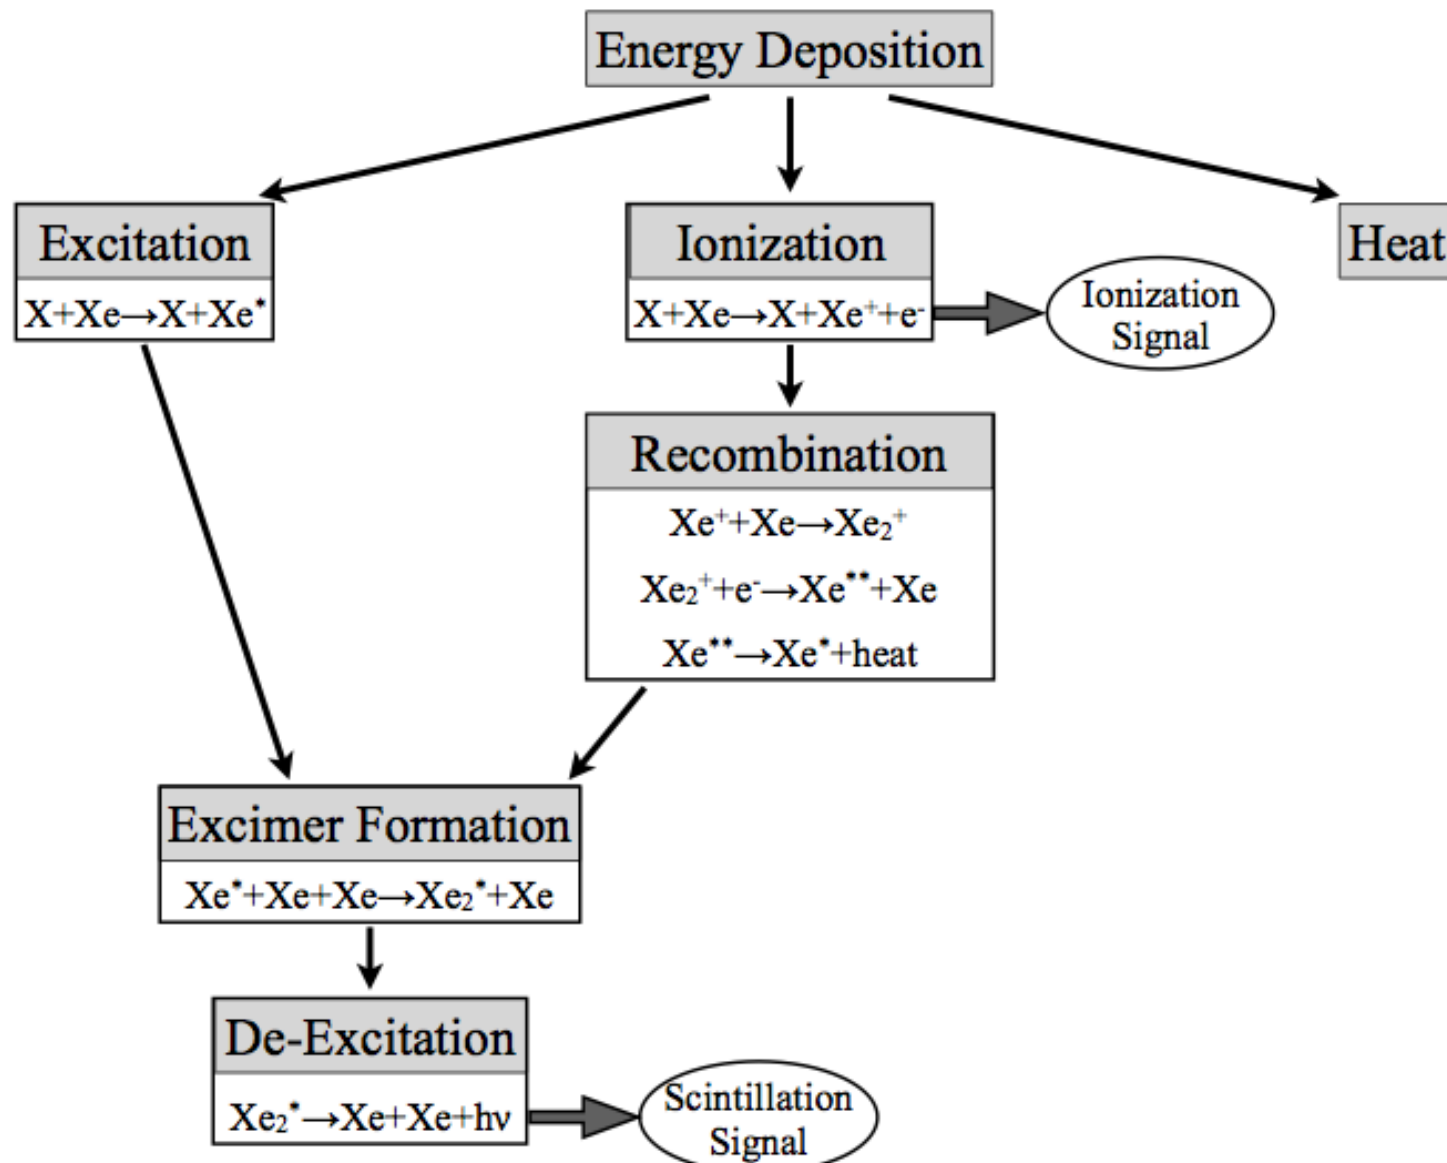 Energy Deposition
Excitation
X+Xe→X+Xe*
Ionization
X+Xe→X+Xe⁺+e⁻
Ionization
Signal
Heat
Recombination
Xe⁺+Xe→Xe₂⁺
Xe₂⁺+e⁻→Xe**+Xe
Xe**→Xe*+heat
Excimer Formation
Xe*+Xe+Xe→Xe₂*+Xe
De-Excitation
Xe₂*→Xe+Xe+hν
Scintillation
Signal